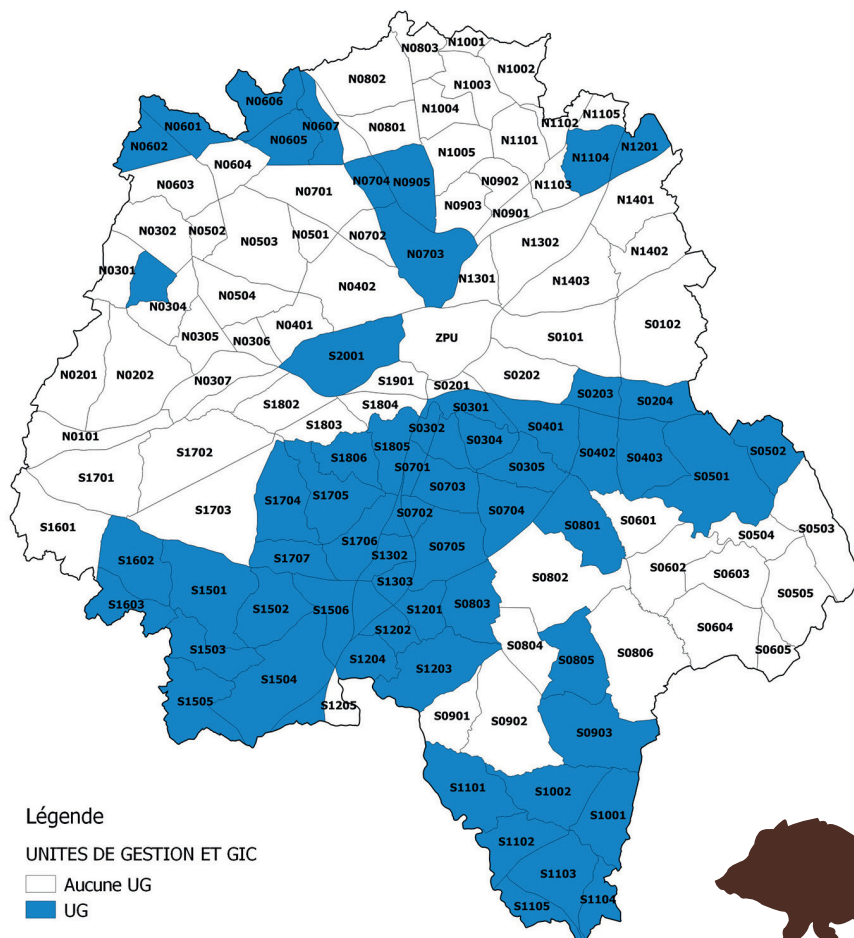 N0803
N1001
N1002
N0802
N1003
N0606
N1004
N1102
N1105
N0601
N0607
N0801
N0602
N0605
N1101
N1104
N1201
N0604
N1005
N0603
N0704
N0905
N0902
N1103
N0701
N0903
N0901
N1401
N0302
N0502
N0503
N0501
N0702
N1302
N0703
N1402
N0301
N1301
N1403
N0304
N0504
N0402
N0401
S0102
N0305
N0306
ZPU
S0101
S2001
N0201
N0202
N0307
S1901
S0201
S0202
S1802
S1804
S0203
S0204
S0301
N0101
S1803
S0302
S0401
S1702
S1805
S0304
S1806
S0402
S0403
S0502
S1701
S0701
S0305
S0501
S1704
S1705
S0703
S1703
S0702
S0704
S1601
S0801
S0601
S0503
S1706
S0504
S1602
S1707
S1302
S0705
S1303
S0802
S0602
S0603
S1501
S0505
S1603
S1502
S1506
S1201
S0803
S1202
S0604
S1503
S0804
S0605
S1204
S1203
S0805
S0806
S1504
S1505
S1205
S0901
S0902
S0903
S1101
S1002
S1001
Légende
S1102
UNITES DE GESTION ET GIC
S1103
Aucune UG
S1104
S1105
UG